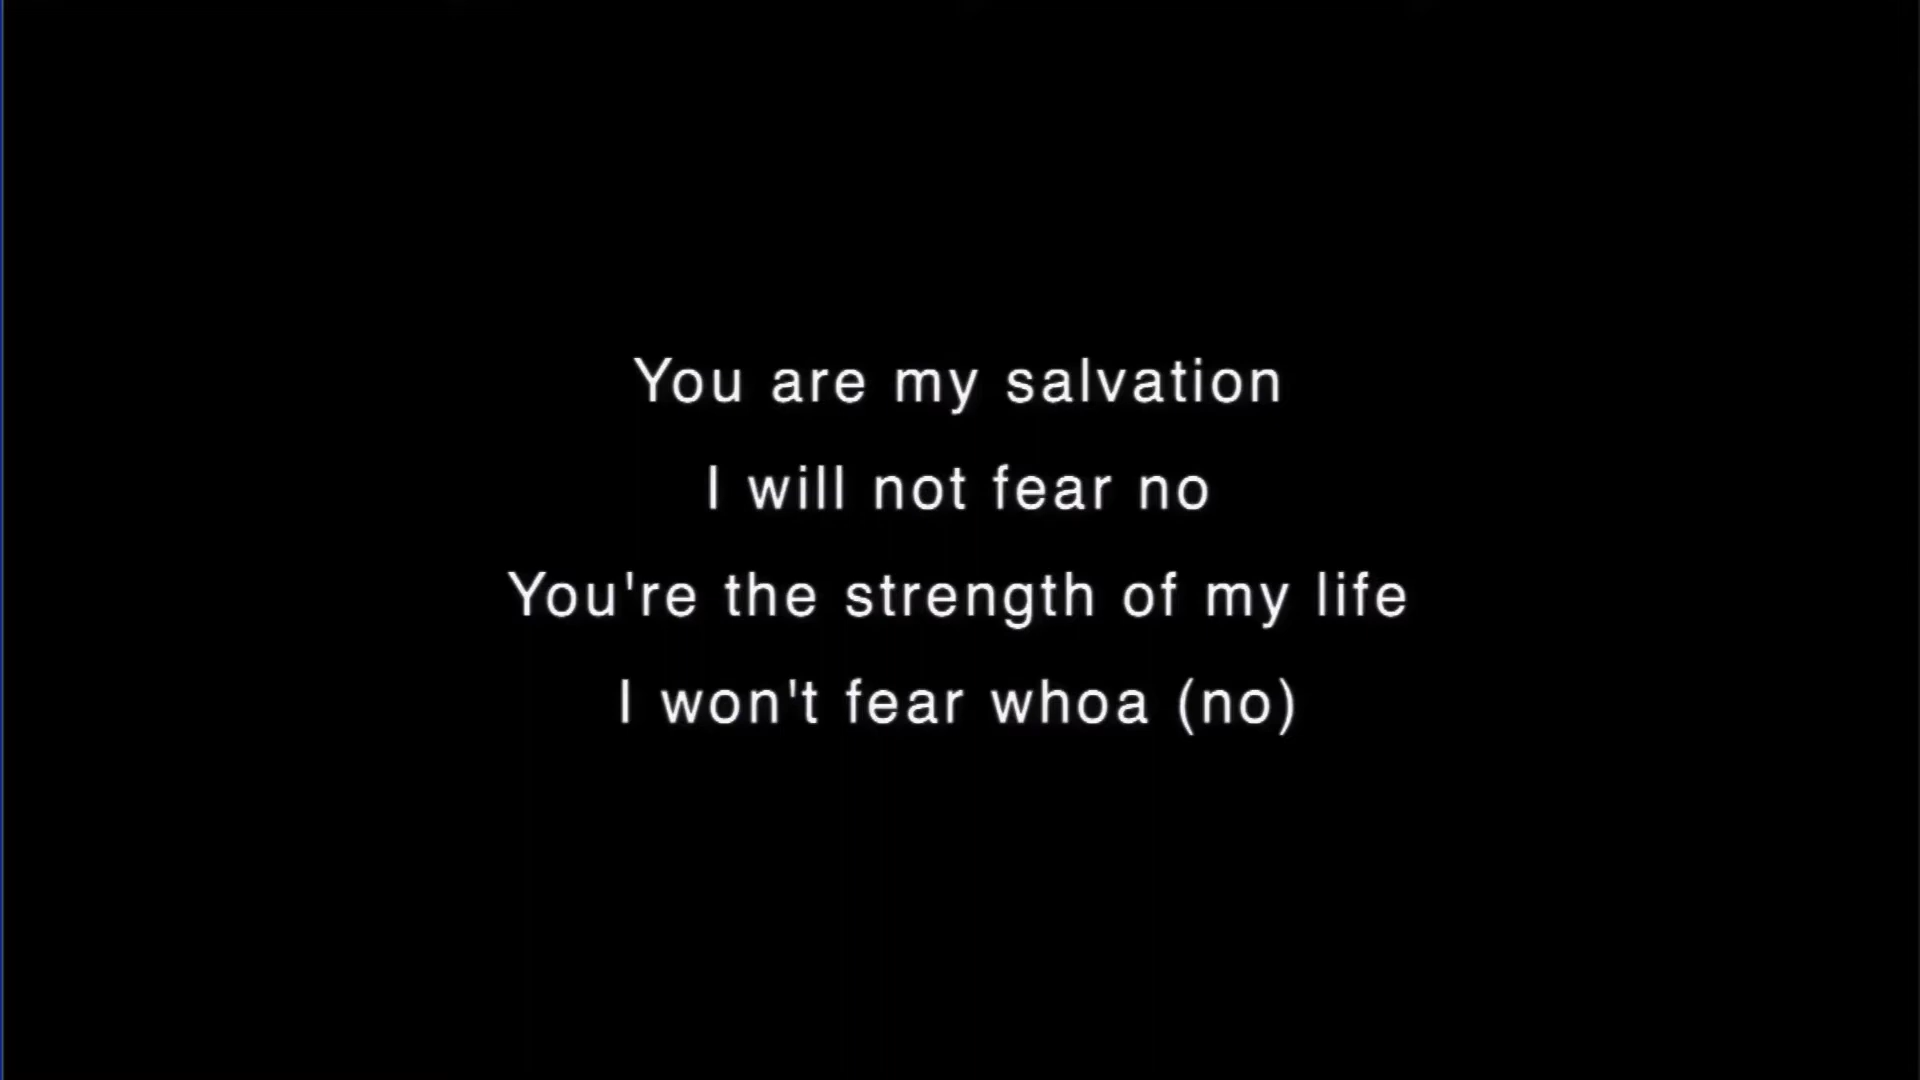 You are my salvation
I will not fear no
You're the strength of my life
I won't fear whoa (no)